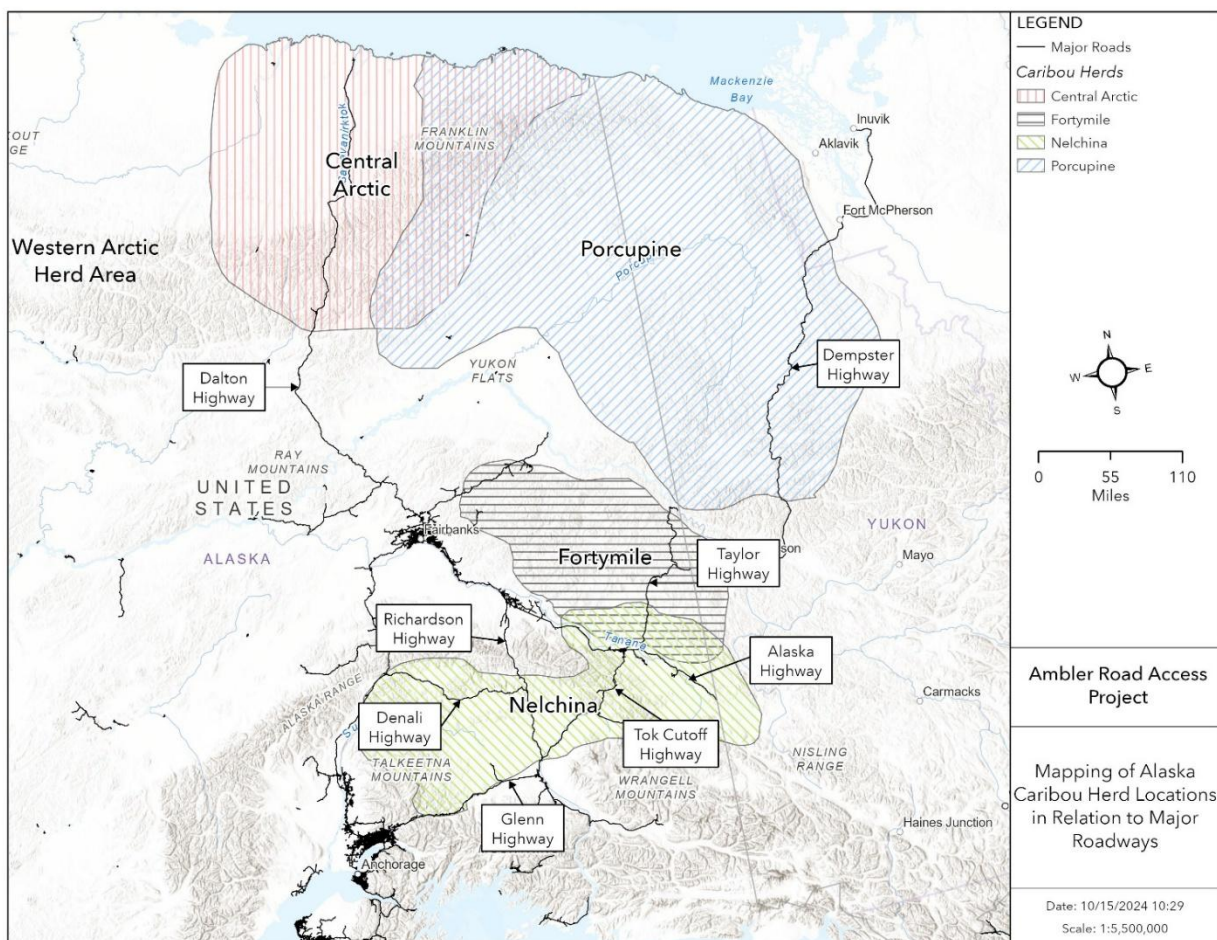 LEGEND
Major Roads
Caribou Herds
Central Arctic
Fortymile
Nelchina
Porcupine
Mackenzie
Bay
Inuvik
Aklavik
FRANKLIN
MOUNTAINS
Central
Arctic
Fort McPherson
Western Arctic
Herd Area
Porcupine
N
W E
S
YUKON
FLATS
Dempster
Highway
Dalton
Highway
RAY
MOUNTAINS
UNITED
STATES
0 55 110
Miles
Fairbanks
YUKON
ALASKA
Fortymile
Mayo
Taylor
Highway
Richardson
Highway
Tanana
Alaska
Highway
Ambler Road Access
Project
ALASKA RANGE
Carmacks
Nelchina
Denali
Highway
Tok Cutoff
Highway
TALKEETNA
MOUNTAINS
WRANGELL
MOUNTAINS
NISLING
RANGE
Mapping of Alaska
Caribou Herd Locations
in Relation to Major
Roadways
Glenn
Highway
Haines Junction
Anchorage
Date: 10/15/2024 10:29
Scale: 1:5,500,000